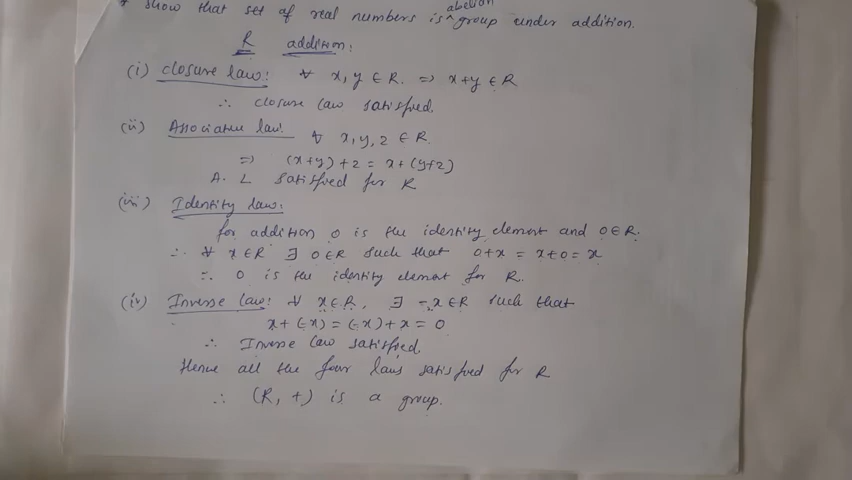 * Show that set of real numbers is ^ abelian group under addition.
R addition:
(i) closure law: ∀ x, y ∈ R. ⇒ x+y ∈ R
∴ closure law satisfied.
(ii) Associative law. ∀ x, y, z ∈ R.
⇒ (x+y)+z = x+(y+z)
A. L satisfied for R
(iii) Identity law:
for addition 0 is the identity element and 0∈R.
∴ ∀ x∈R ∃ 0∈R such that 0+x = x+0 = x
∴ 0 is the identity element for R.
(iv) Inverse law: ∀ x∈R, ∃ -x∈R such that
x+(-x) = (-x)+x = 0
∴ Inverse law satisfied.
Hence all the four laws satisfied for R
∴ (R, +) is a group.